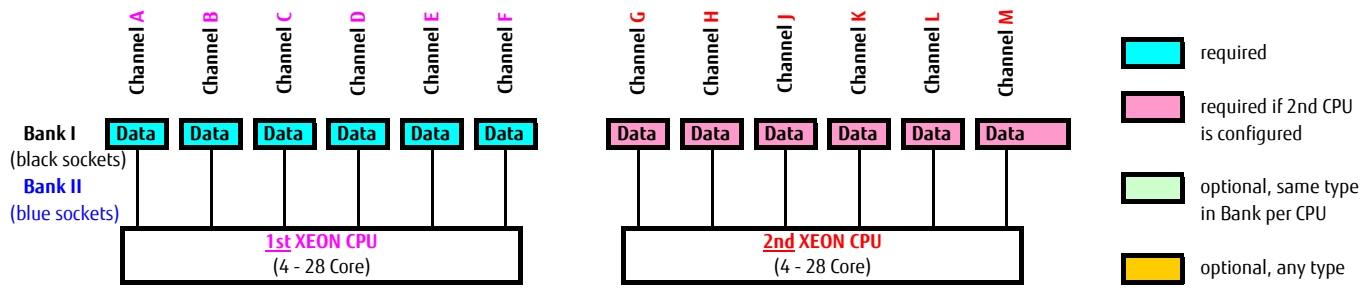 Channel A
Channel B
Channel C
Channel D
Channel E
Channel F
Channel G
Channel H
Channel J
Channel K
Channel L
Channel M
required
required if 2nd CPU
is configured
optional, same type
in Bank per CPU
optional, any type
Bank I
(black sockets)
Data
Data
Data
Data
Data
Data
Data
Data
Data
Data
Data
Data
Bank II
(blue sockets)
1st XEON CPU
(4 - 28 Core)
2nd XEON CPU
(4 - 28 Core)